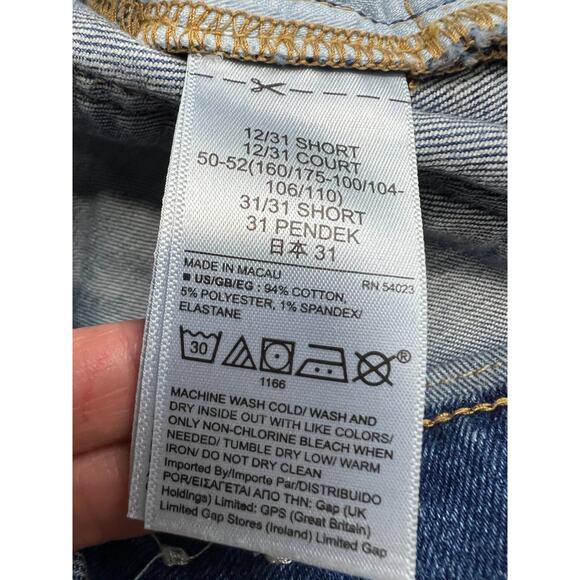 12/31 SHORT
12/31 COURT
50-52(160/175-100/104-
106/110)
31/31 SHORT
31 PENDEK
日本 31
MADE IN MACAU RN 54023
■ US/GB/EG : 94% COTTON,
5% POLYESTER, 1% SPANDEX/
ELASTANE
30 ®
1166
MACHINE WASH COLD/ WASH AND
DRY INSIDE OUT WITH LIKE COLORS/
ONLY NON-CHLORINE BLEACH WHEN
NEEDED/ TUMBLE DRY LOW/ WARM
IRON/ DO NOT DRY CLEAN
Imported By/Importe Par/DISTRIBUIDO
POR/ΕΙΣΑΓΕΤΑΙ ΑΠΟ ΤΗΝ: Gap (UK
Holdings) Limited: GPS (Great Britain)
Limited Gap Stores (Ireland) Limited Gap